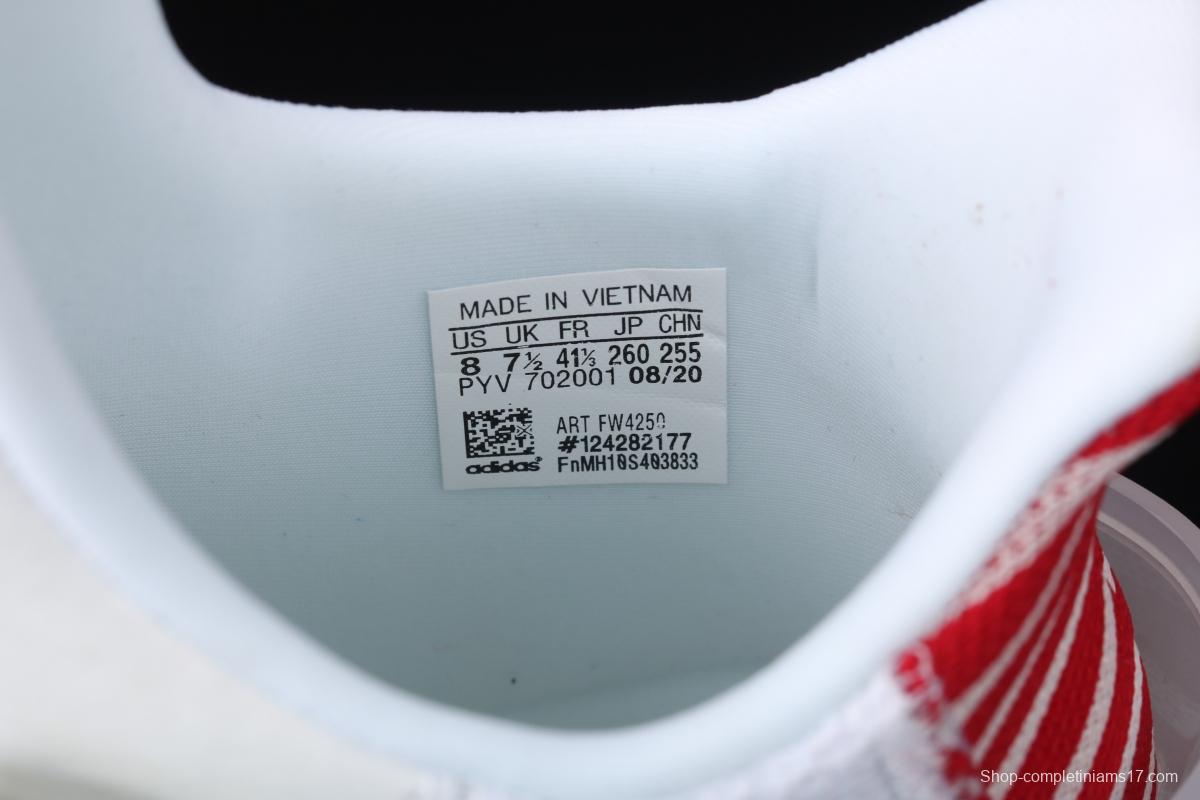 MADE IN VIETNAM
US UK FR JP CHN
8 7½ 41⅓ 260 255
PYV 702001 08/20
ART FW4250
#124282177
adidas® FnMH10S403833
Shop-completiniams17.com